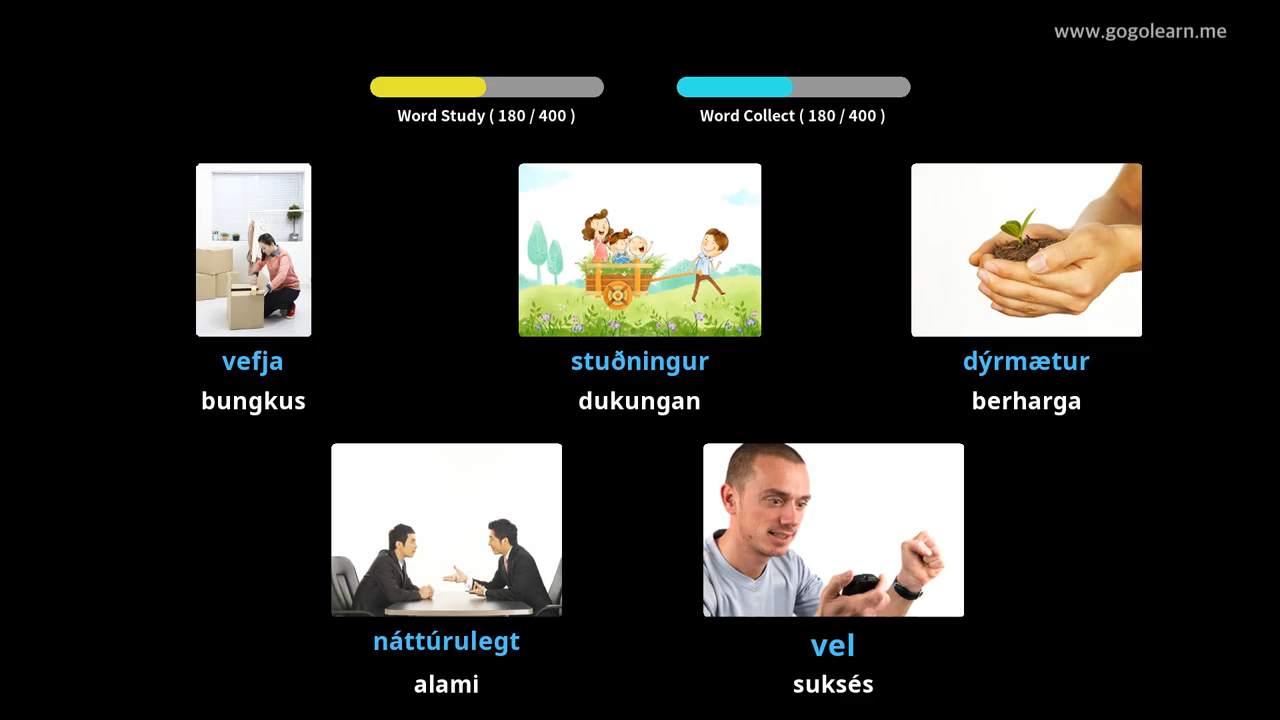 www.gogolearn.me
Word Study ( 180 / 400 )
Word Collect ( 180 / 400 )
vefja
stuðningur
dýrmætur
bungkus
dukungan
berharga
náttúrulegt
vel
alami
suksés